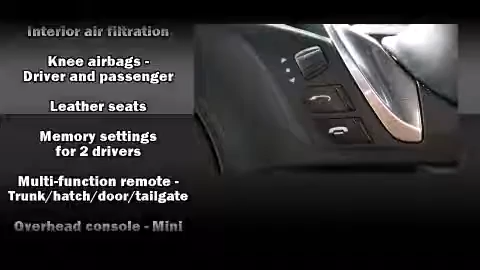 Interior air filtration
Knee airbags -
Driver and passenger
Leather seats
Memory settings
for 2 drivers
Multi-function remote -
Trunk/hatch/door/tailgate
Overhead console - Mini